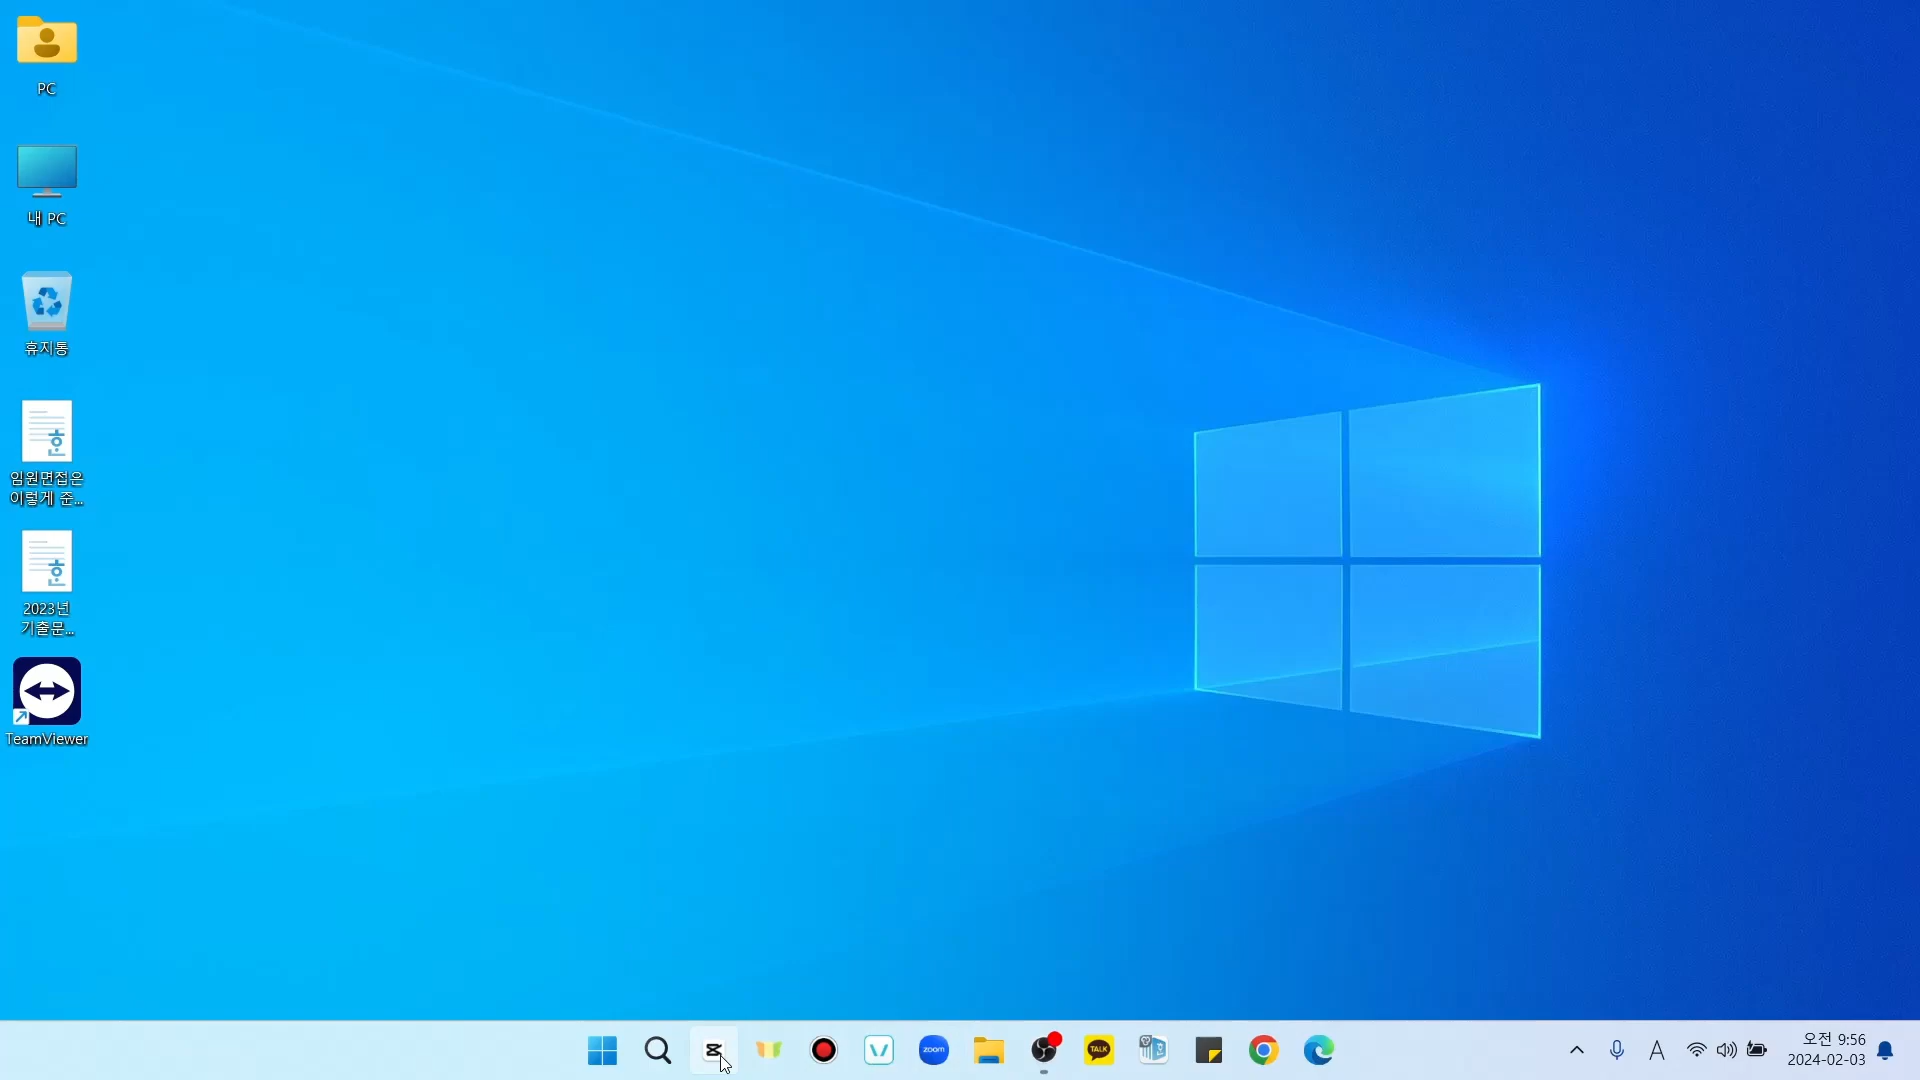 PC
내 PC
휴지통
임원면접은
이렇게 준...
2023년
기출문...
TeamViewer
zoom
TALK
A
오전 9:56
2024-02-03